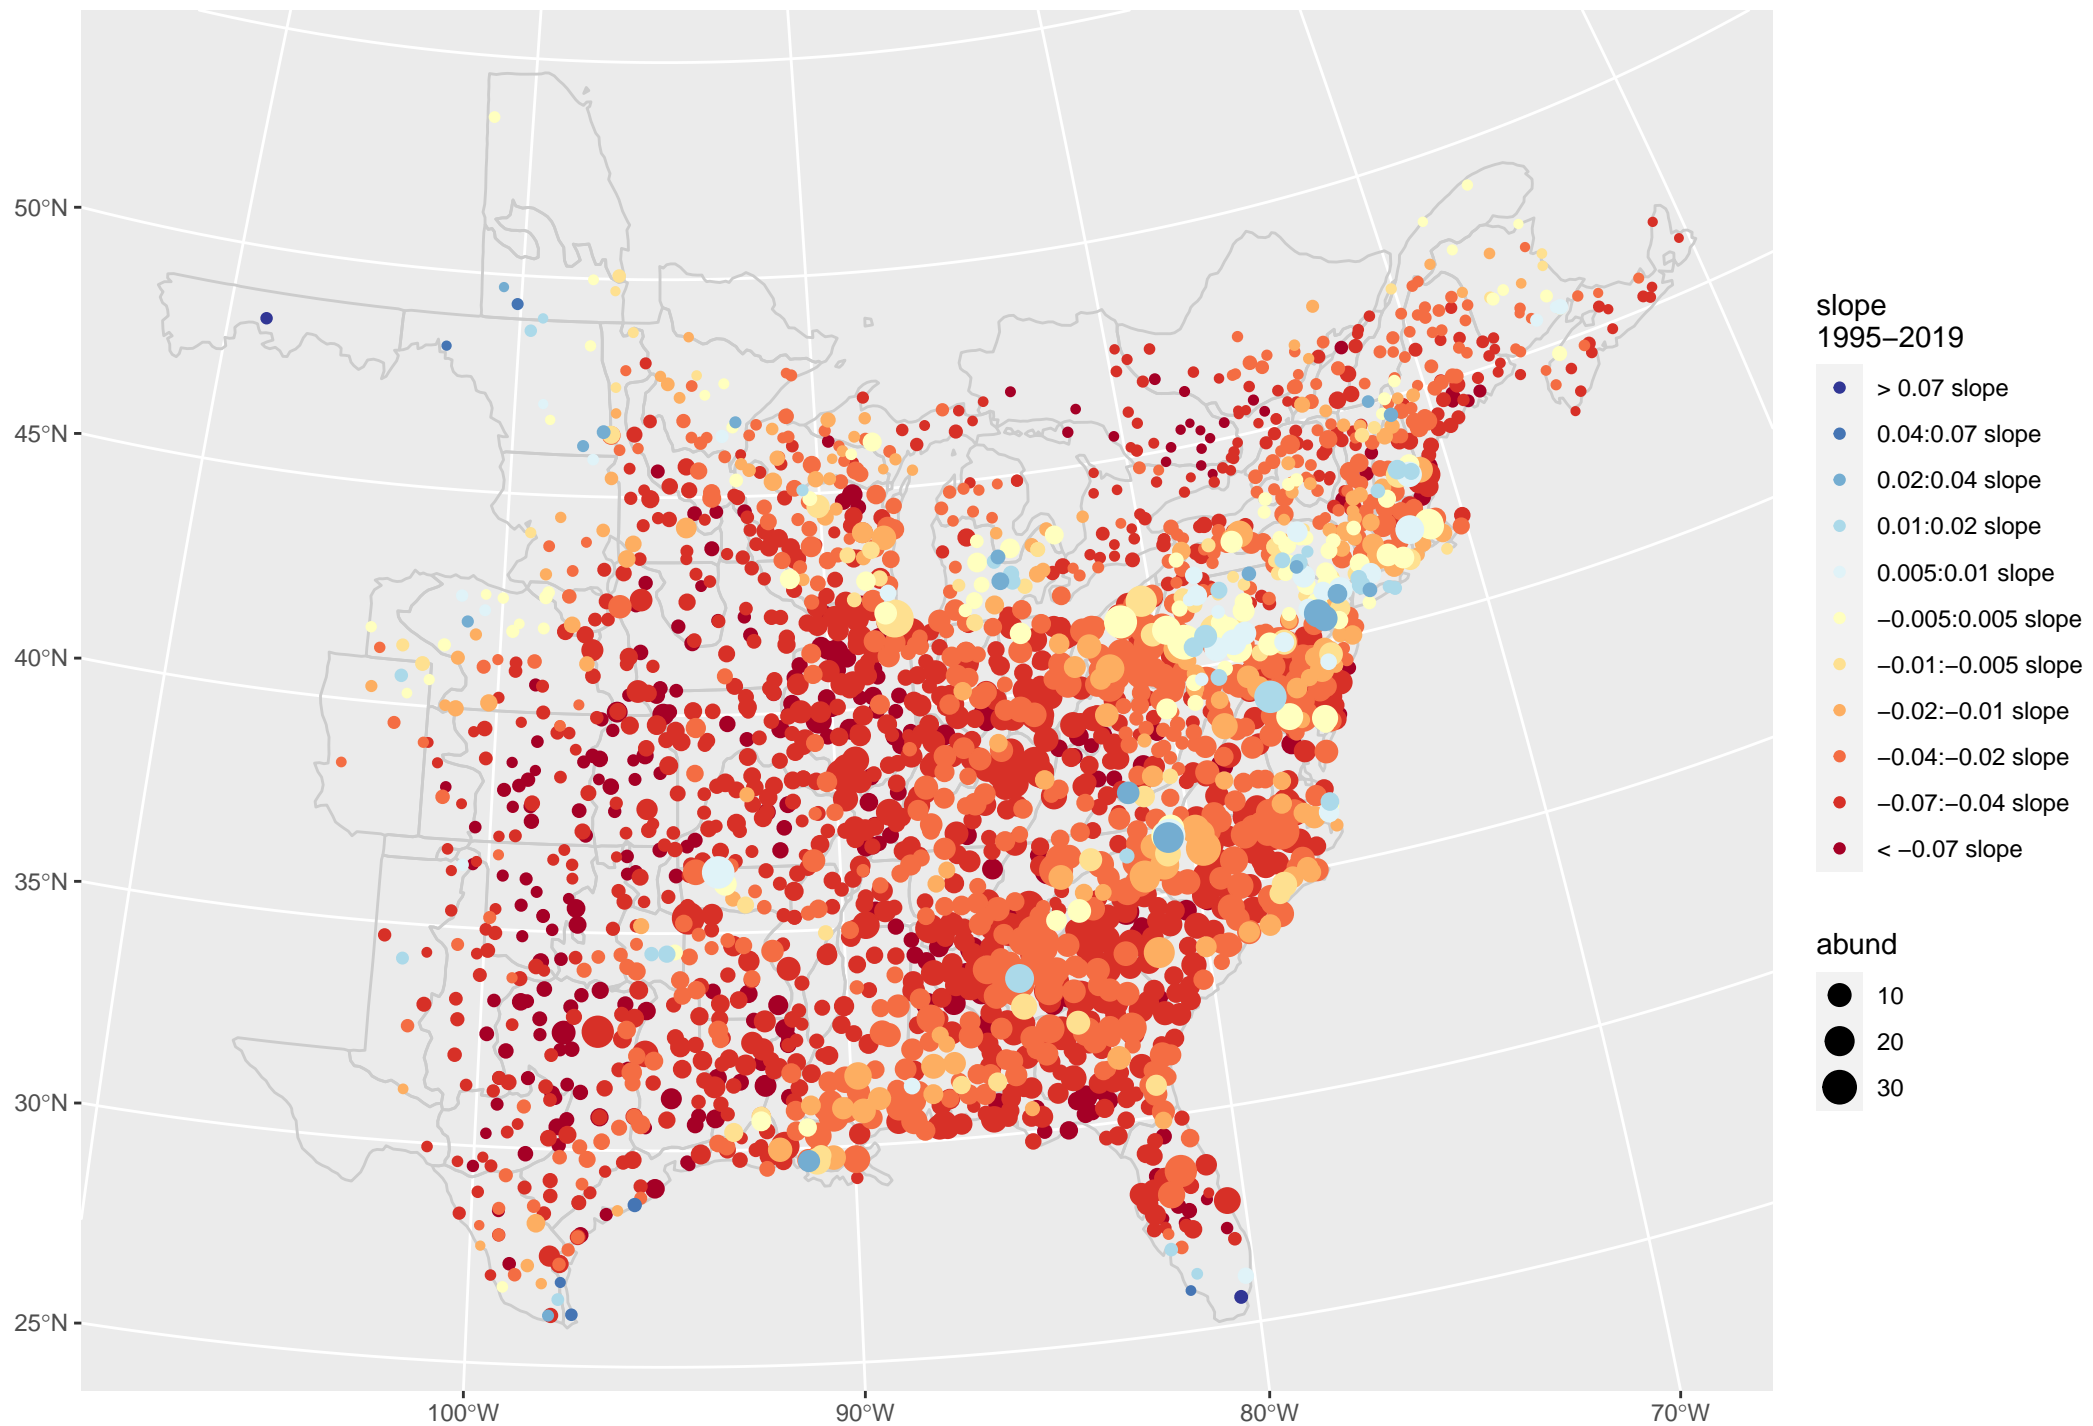 50°N
45°N
40°N
35°N
30°N
25°N
100°W
90°W
80°W
70°W
slope
1995−2019
> 0.07 slope
0.04:0.07 slope
0.02:0.04 slope
0.01:0.02 slope
0.005:0.01 slope
−0.005:0.005 slope
−0.01:−0.005 slope
−0.02:−0.01 slope
−0.04:−0.02 slope
−0.07:−0.04 slope
< −0.07 slope
abund
10
20
30